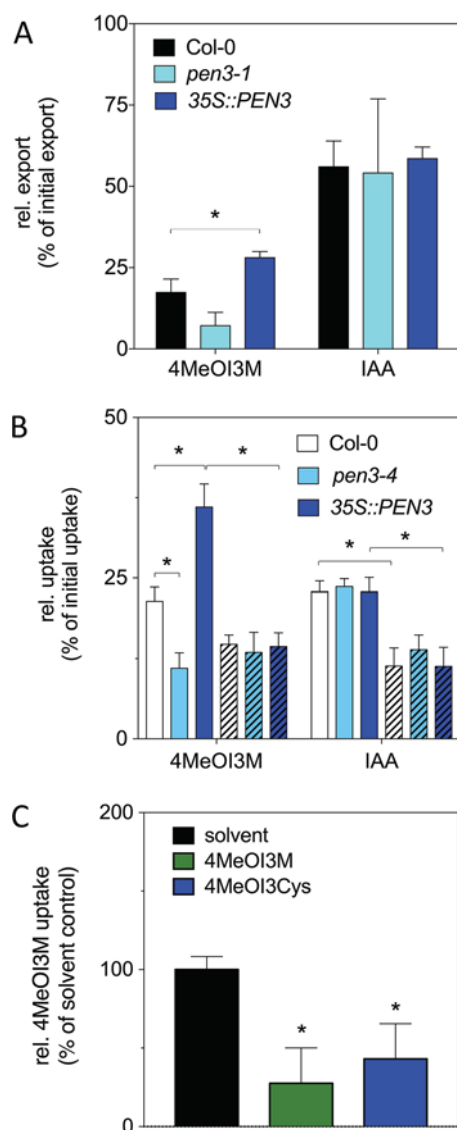 A
100
75
50
25
0
rel. export
(% of initial export)
Col-0
pen3-1
35S::PEN3
*
4MeOI3M
IAA
B
50
25
0
rel. uptake
(% of initial uptake)
Col-0
pen3-4
35S::PEN3
* *
*
* *
4MeOI3M
IAA
C
200
100
0
rel. 4MeOI3M uptake
(% of solvent control)
solvent
4MeOI3M
4MeOI3Cys
* *